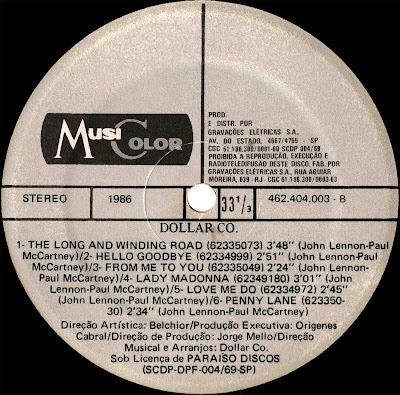 MUSICOLOR
PROD.
E DISTR. POR
GRAVAÇÕES ELÉTRICAS S.A.,
AV. DO ESTADO, 4667/4755 - SP
CGC 61.186.300/0001-00 SCDP 004/69
PROIBIDA A REPRODUÇÃO, EXECUÇÃO E
RADIOTELEDIFUSÃO DESTE DISCO. FAB. POR
GRAVAÇÕES ELÉTRICAS S.A., RUA AGUIAR
MOREIRA, 639 - RJ - CGC 61.186.300/0003-63
STEREO 1986 33 1/3 462.404.003 - B
DOLLAR CO.
1- THE LONG AND WINDING ROAD (62335073) 3'48" (John Lennon-Paul
McCartney)/2- HELLO GOODBYE (62334999) 2'51" (John Lennon-Paul
McCartney)/3- FROM ME TO YOU (62335049) 2'24" (John Lennon-
Paul McCartney)/4- LADY MADONNA (62349180) 3'01" (John Lennon-
Paul McCartney)/5- LOVE ME DO (62334972) 2'45"
(John Lennon-Paul McCartney)/6- PENNY LANE (623350-
30) 2'34" (John Lennon-Paul McCartney)
Direção Artística: Belchior/Produção Executiva: Origenes
Cabral/Direção de Produção: Jorge Mello/Direção
Musical e Arranjos: Dollar Co.
Sob Licença de PARAISO DISCOS
(SCDP-DPF-004/69-SP)